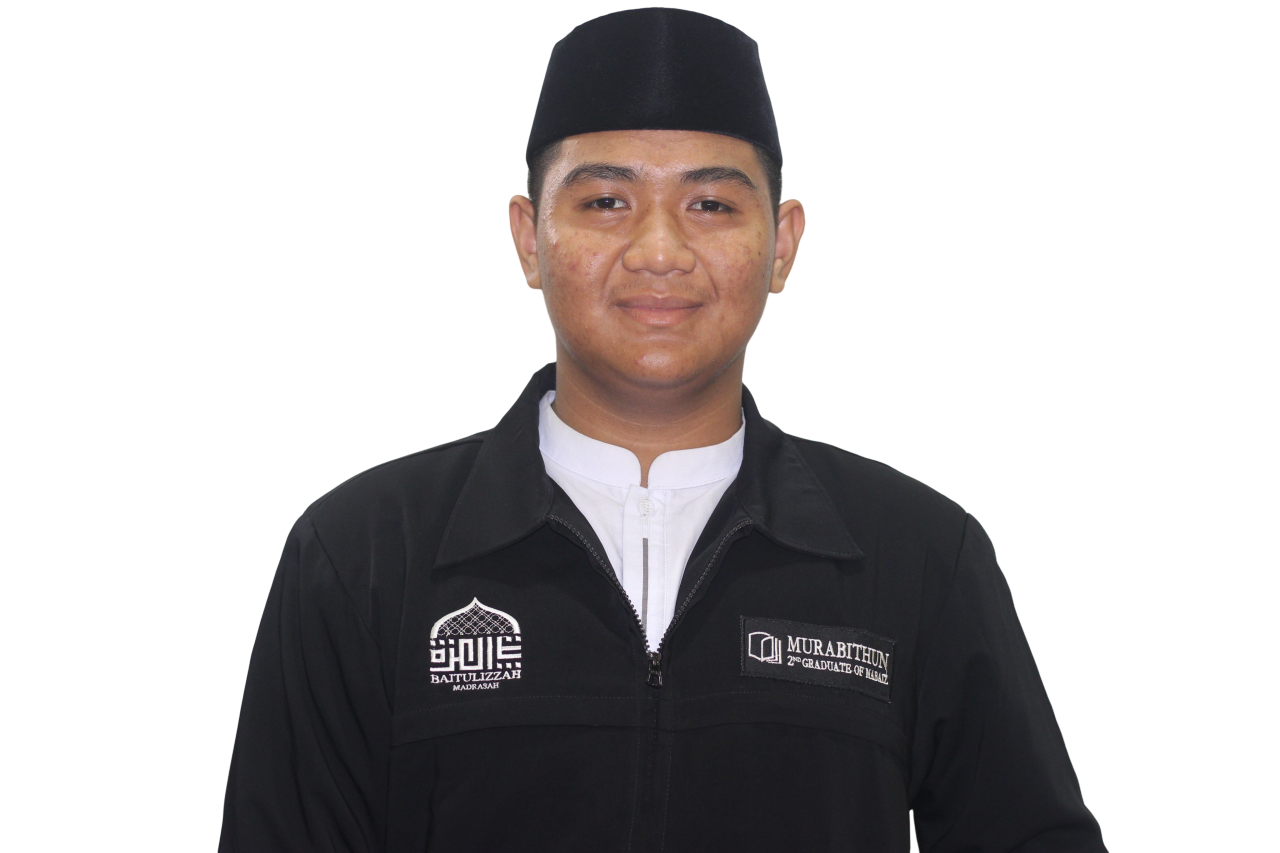 BAITULIZZAH
MADRASAH
MURABITHUN
2ND GRADUATE OF MABAIZ